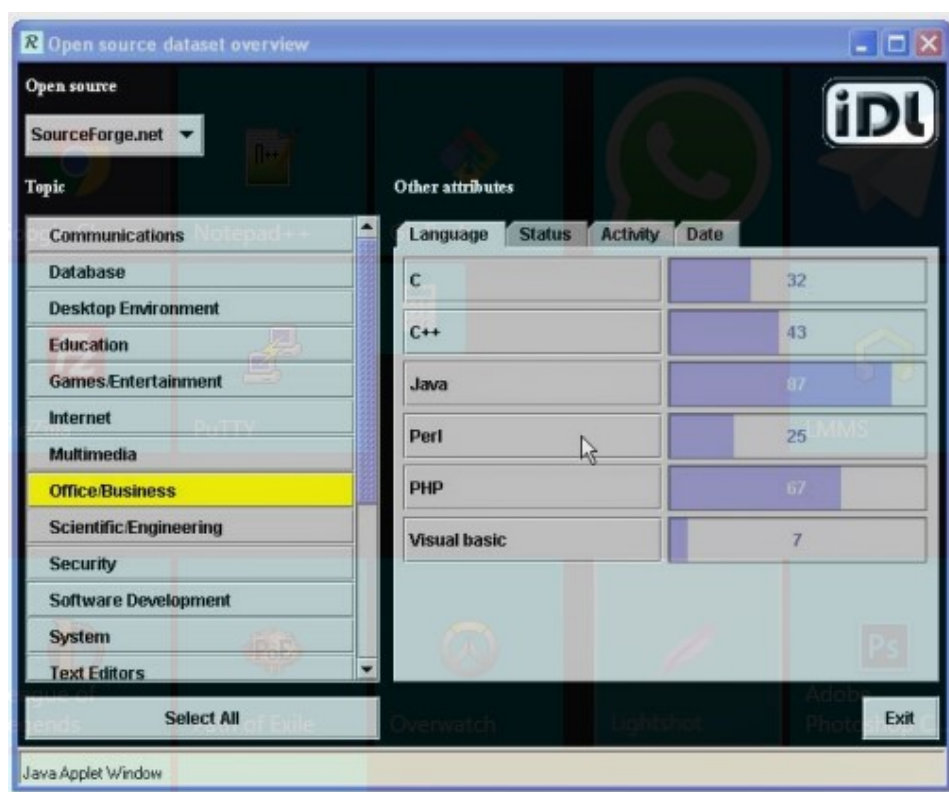 Open source dataset overview
Open source
SourceForge.net
iDL
Topic
Other attributes
Communications
Notepad++
Database
Desktop Environment
Education
Games/Entertainment
Internet
PuTTY
Multimedia
Office/Business
Scientific/Engineering
Security
Software Development
System
Text Editors
Language Status Activity Date
C 32
C++ 43
Java 87
Perl 25
LMMS
PHP 67
Visual basic 7
PoE
Ps
Select All
of Exile
Overwatch
Lightshot
Adobe
Exit
Java Applet Window